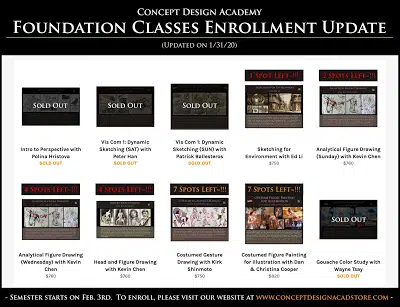 Concept Design Academy
Foundation Classes Enrollment Update
(Updated on 1/31/20)
Sold Out
Sold Out
Sold Out
1 Spot Left~!!!
2 Spots Left~!!!
Intro to Perspective with
Polina Hristova
SOLD OUT
Vis Com 1: Dynamic
Sketching (SAT) with
Peter Han
SOLD OUT
Vis Com 1: Dynamic
Sketching (SUN) with
Patrick Ballesteros
SOLD OUT
Sketching for
Environment with Ed Li
$750
Analytical Figure Drawing
(Sunday) with Kevin Chen
$760
Spots Left~!!!
4 Spots Left~!!!
7 Spots Left~!!!
7 Spots Left~!!!
Sold Out
Analytical Figure Drawing
(Wednesday) with Kevin
Chen
$760
Head and Figure Drawing
with Kevin Chen
$760
Costumed Gesture
Drawing with Kirk
Shinmoto
$750
Costumed Figure Painting
for Illustration with Dan
& Christina Cooper
$820
Gouache Color Study with
Wayne Tsay
SOLD OUT
- Semester starts on Feb. 3rd. To enroll, please visit our website at www.conceptdesignacadstore.com -